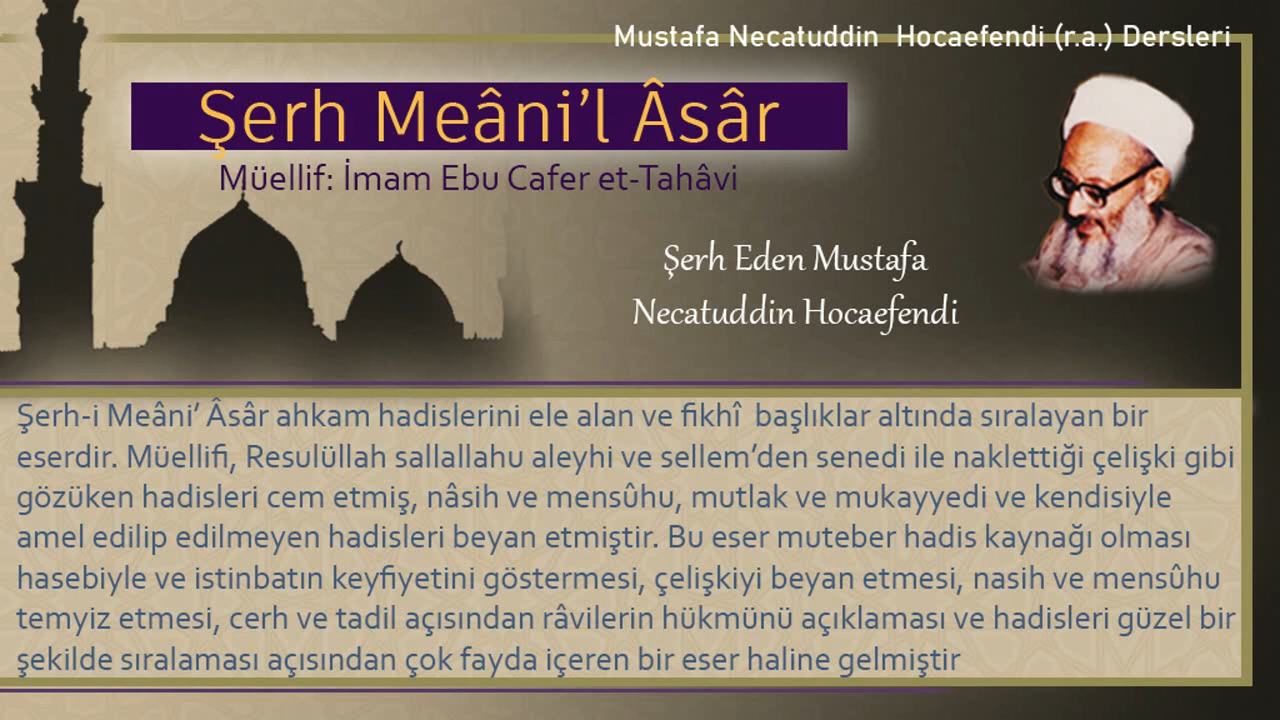 Mustafa Necatuddin Hocaefendi (r.a.) Dersleri
Şerh Meâni’l Âsâr
Müellif: İmam Ebu Cafer et-Tahâvi
Şerh Eden Mustafa
Necatuddin Hocaefendi
Şerh-i Meâni’ Âsâr ahkam hadislerini ele alan ve fikhî başlıklar altında sıralayan bir
eserdir. Müellifi, Resulüllah sallallahu aleyhi ve sellem’den senedi ile naklettiği çelişki gibi
gözüken hadisleri cem etmiş, nâsih ve mensûhu, mutlak ve mukayyedi ve kendisiyle
amel edilip edilmeyen hadisleri beyan etmiştir. Bu eser muteber hadis kaynağı olması
hasebiyle ve istinbatın keyfiyetini göstermesi, çelişkiyi beyan etmesi, nasih ve mensûhu
temyiz etmesi, cerh ve tadil açısından râvilerin hükmünü açıklaması ve hadisleri güzel bir
şekilde sıralaması açısından çok fayda içeren bir eser haline gelmiştir